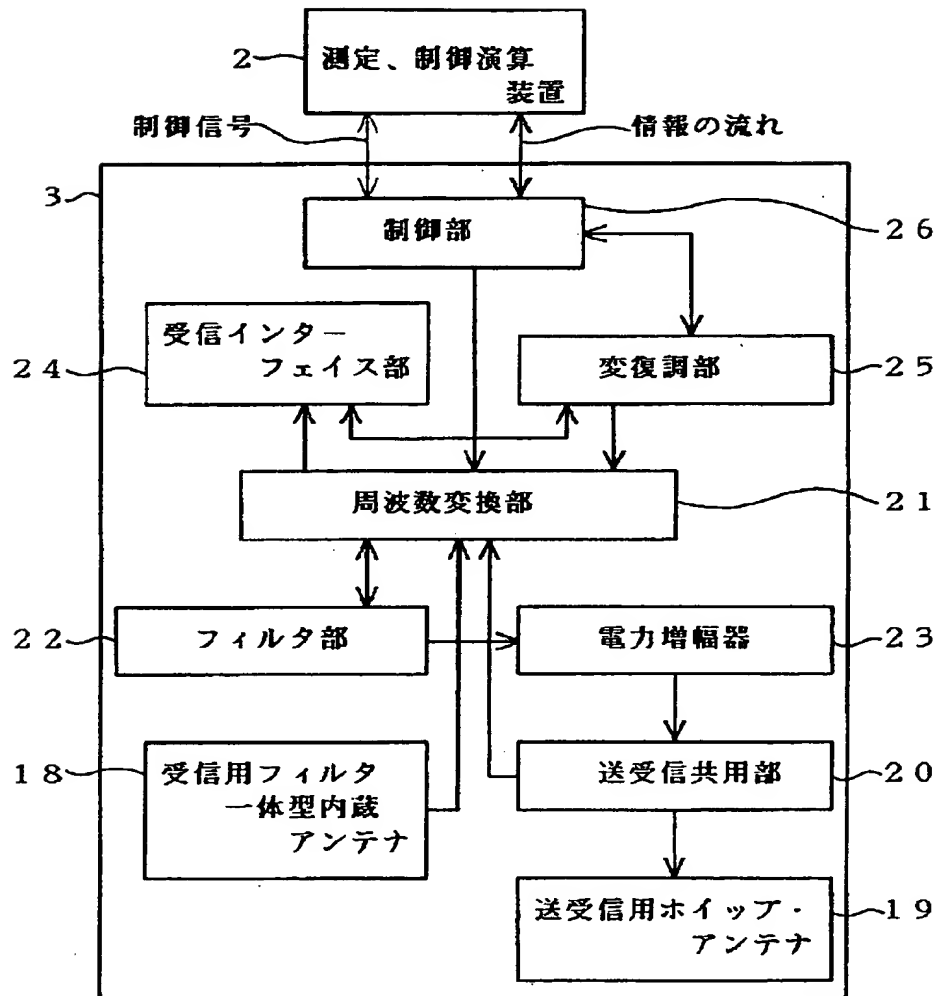 2
測定、制御演算
装置
制御信号
情報の流れ
3
制御部
26
受信インター
フェイス部
24
変復調部
25
周波数変換部
21
22
フィルタ部
電力増幅器
23
18
受信用フィルタ
一体型内蔵
アンテナ
送受信共用部
20
送受信用ホイップ・
アンテナ
19